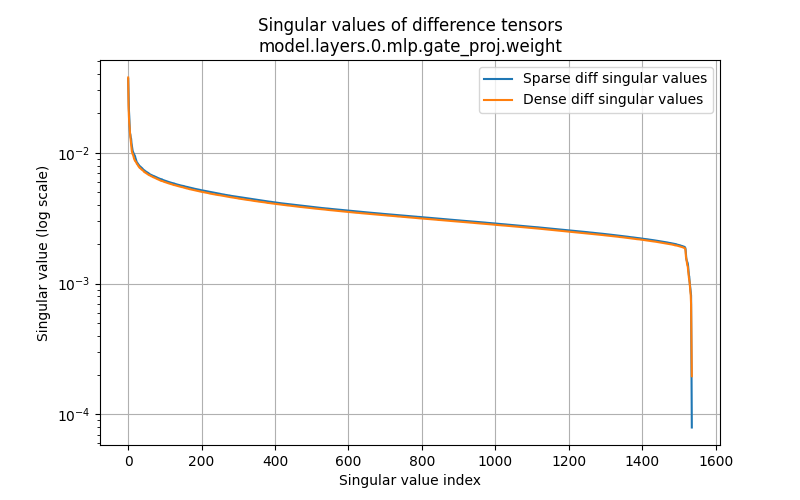 Singular values of difference tensors
model.layers.0.mlp.gate_proj.weight
Sparse diff singular values
Dense diff singular values
Singular value (log scale)
10⁻²
10⁻³
10⁻⁴
0 200 400 600 800 1000 1200 1400 1600
Singular value index